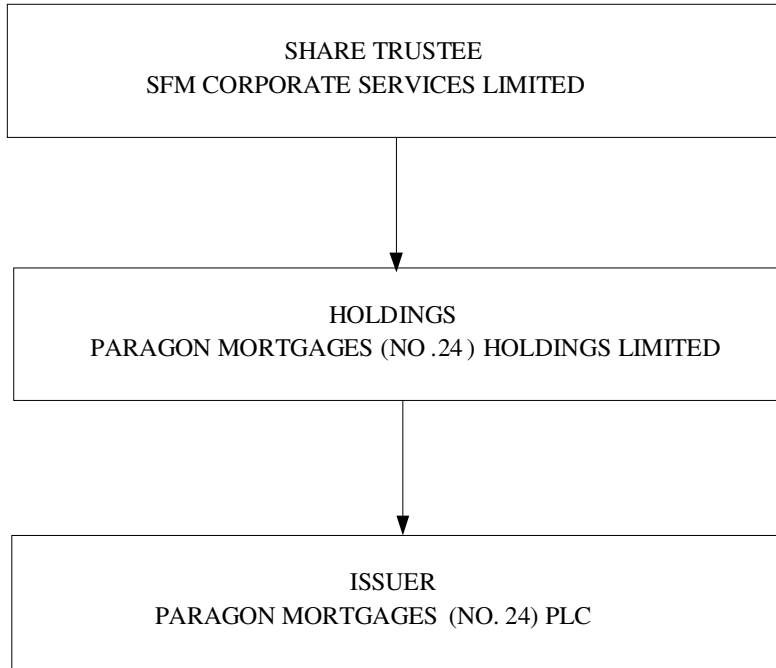 SHARE TRUSTEE
SFM CORPORATE SERVICES LIMITED
HOLDINGS
PARAGON MORTGAGES (NO .24 ) HOLDINGS LIMITED
ISSUER
PARAGON MORTGAGES (NO. 24) PLC